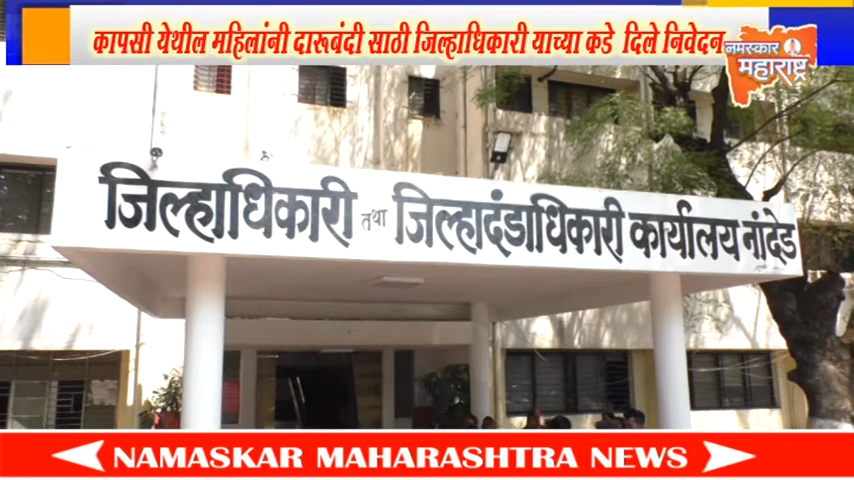 कापसी येथील महिलांनी दारूबंदी साठी जिल्हाधिकारी याच्या कडे दिले निवेदन
नमस्कार
महाराष्ट्र
जिल्हाधिकारी तथा जिल्हादंडाधिकारी कार्यालय नांदेड
NAMASKAR MAHARASHTRA NEWS